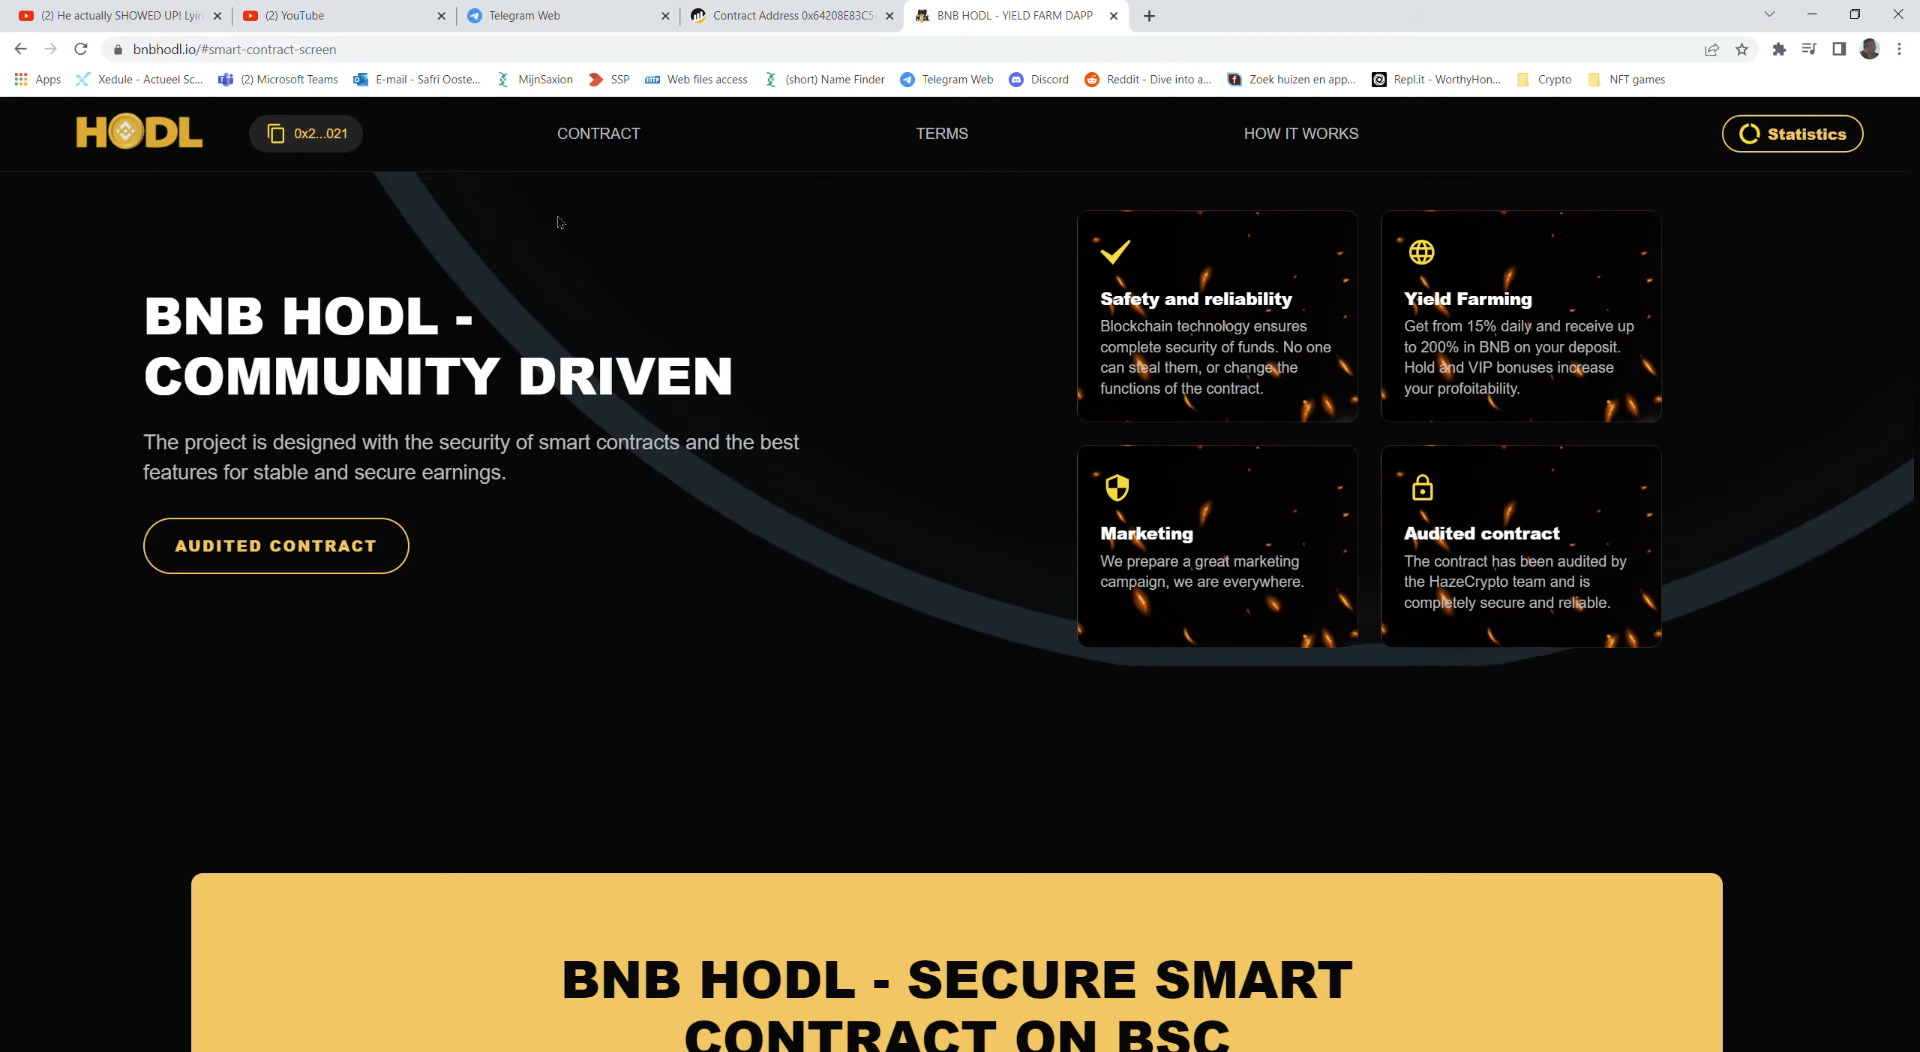 (2) He actually SHOWED UP! Lyin
(2) YouTube
Telegram Web
Contract Address 0x64208E83C5
BNB HODL - YIELD FARM DAPP
bnbhodl.io/#smart-contract-screen
Apps
Xedule - Actueel Sc...
(2) Microsoft Teams
E-mail - Safri Ooste...
MijnSaxion
SSP
Web files access
(short) Name Finder
Telegram Web
Discord
Reddit - Dive into a...
Zoek huizen en app...
Repl.it - WorthyHon...
Crypto
NFT games
HODL
0x2...021
CONTRACT
TERMS
HOW IT WORKS
Statistics
BNB HODL -
COMMUNITY DRIVEN
The project is designed with the security of smart contracts and the best
features for stable and secure earnings.
AUDITED CONTRACT
Safety and reliability
Blockchain technology ensures
complete security of funds. No one
can steal them, or change the
functions of the contract.
Yield Farming
Get from 15% daily and receive up
to 200% in BNB on your deposit.
Hold and VIP bonuses increase
your profoitability.
Marketing
We prepare a great marketing
campaign, we are everywhere.
Audited contract
The contract has been audited by
the HazeCrypto team and is
completely secure and reliable.
BNB HODL - SECURE SMART
CONTRACT ON BSC